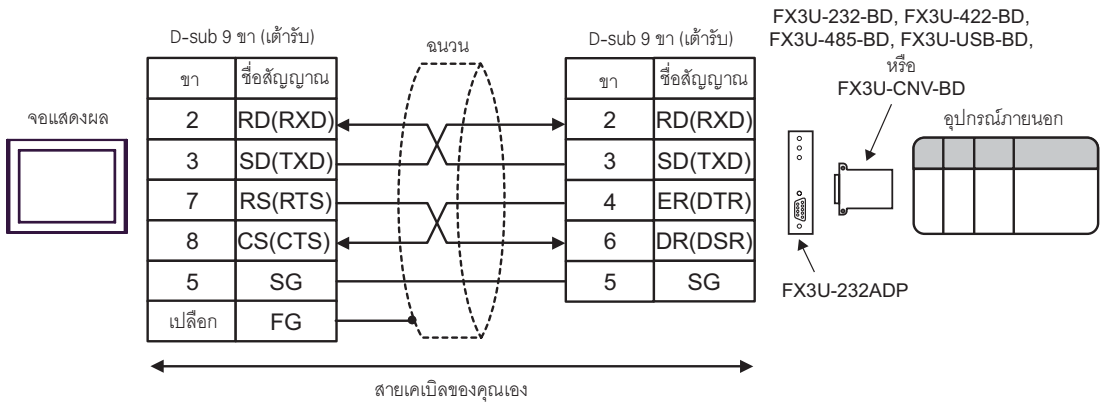 FX3U-232-BD, FX3U-422-BD,
FX3U-485-BD, FX3U-USB-BD,
หรือ
FX3U-CNV-BD
D-sub 9 ขา (เต้ารับ)
ฉนวน
D-sub 9 ขา (เต้ารับ)
ขา ชื่อสัญญาณ
ขา ชื่อสัญญาณ
จอแสดงผล
อุปกรณ์ภายนอก
2 RD(RXD)
2 RD(RXD)
3 SD(TXD)
3 SD(TXD)
7 RS(RTS)
4 ER(DTR)
8 CS(CTS)
6 DR(DSR)
5 SG
5 SG
FX3U-232ADP
เปลือก FG
สายเคเบิลของคุณเอง